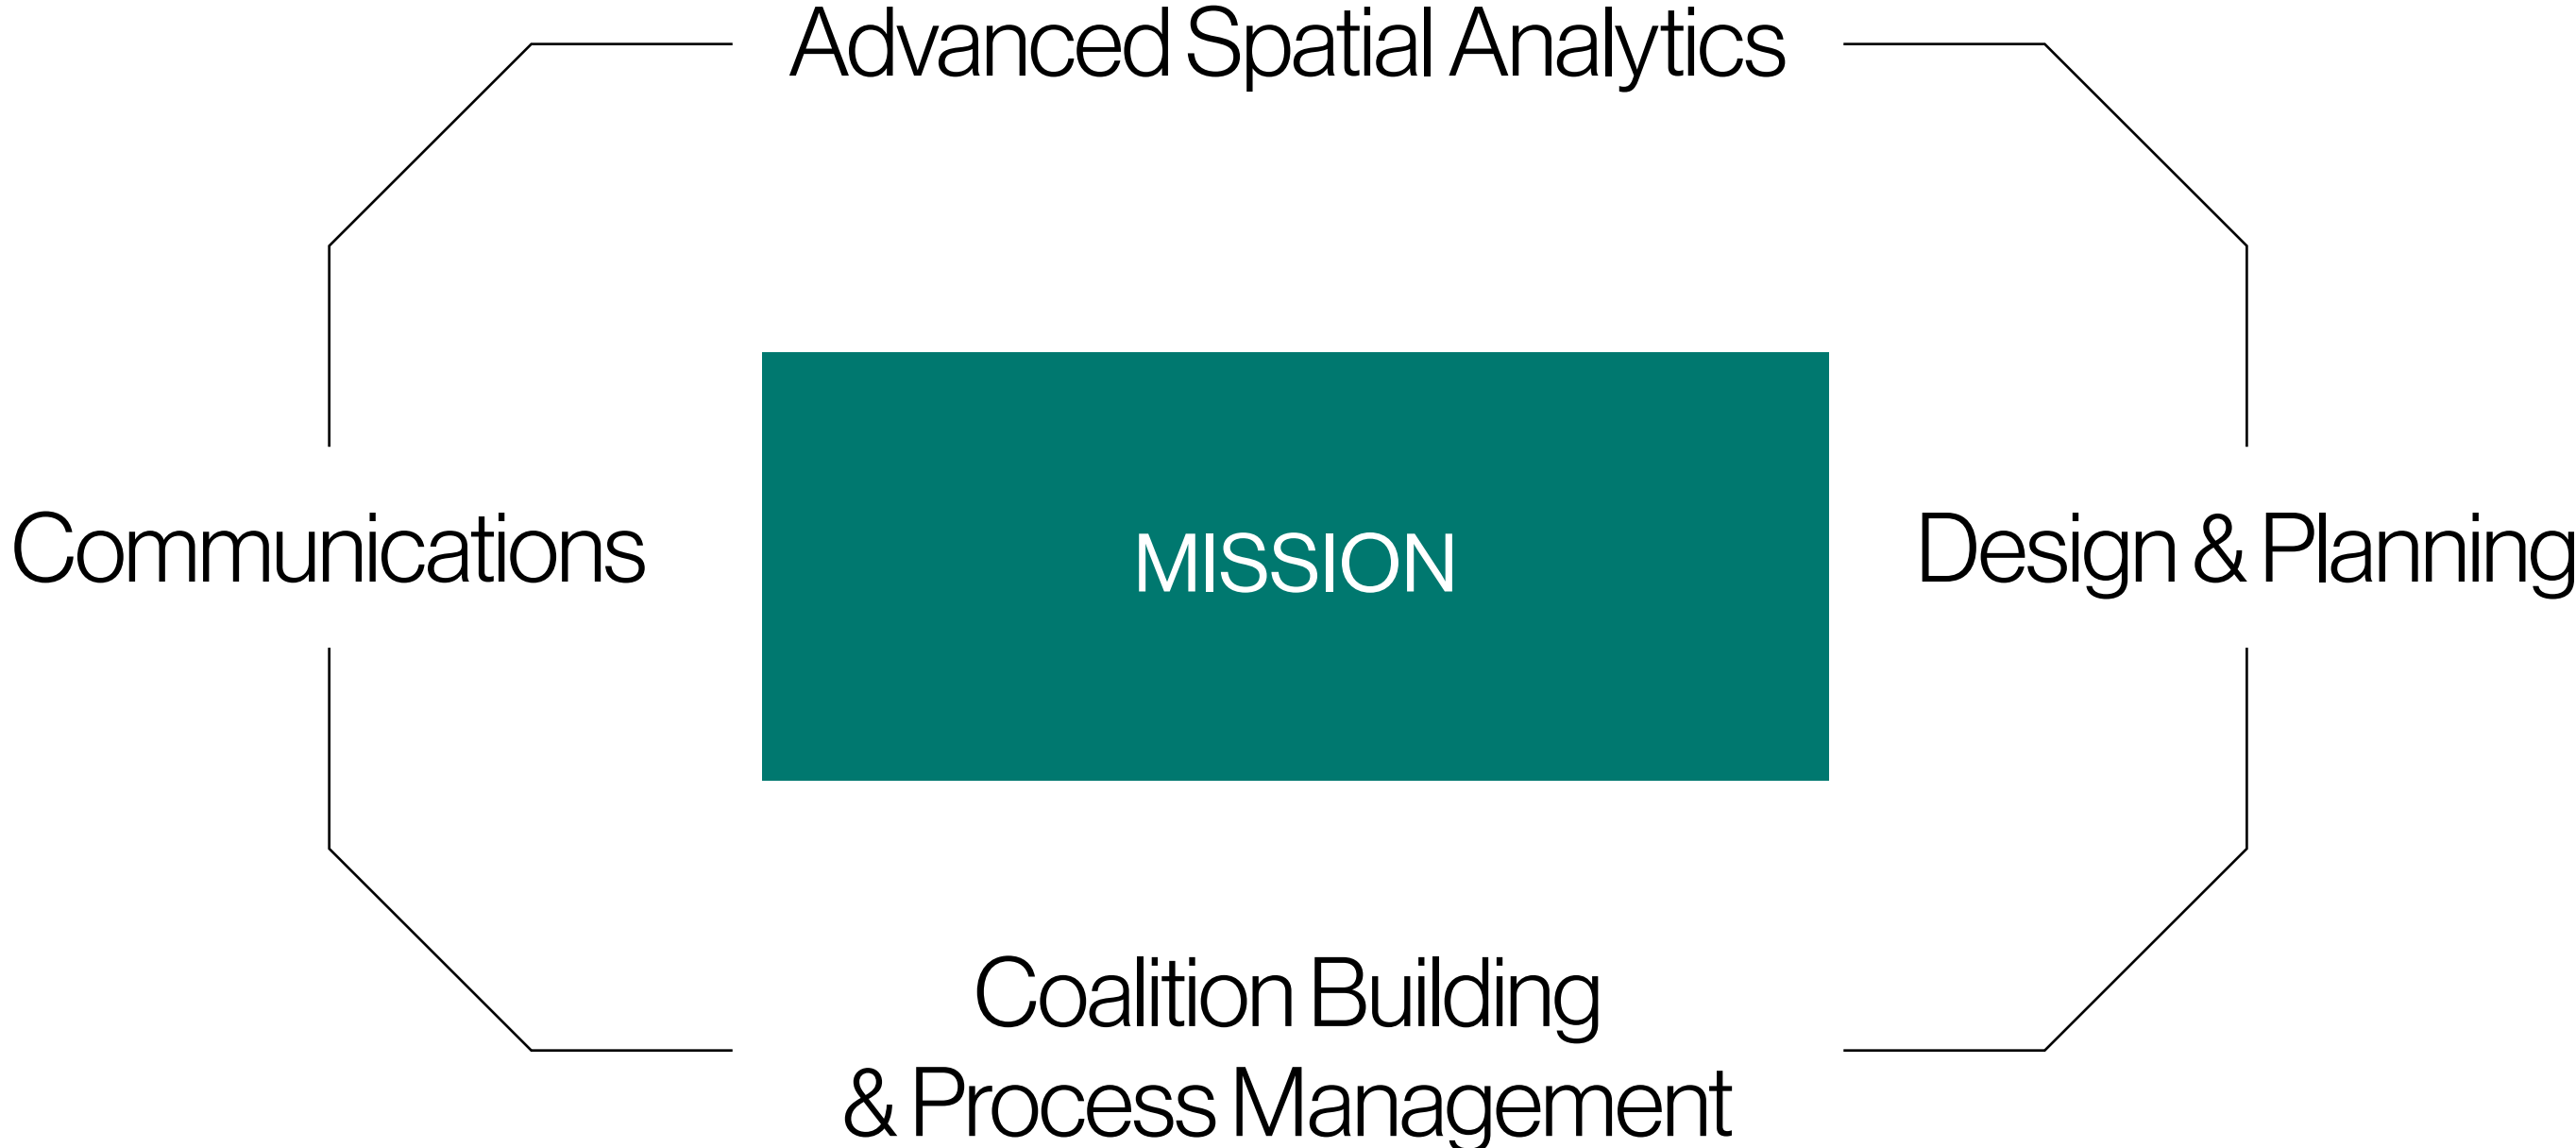 Advanced Spatial Analytics
Communications
MISSION
Design & Planning
Coalition Building
& Process Management